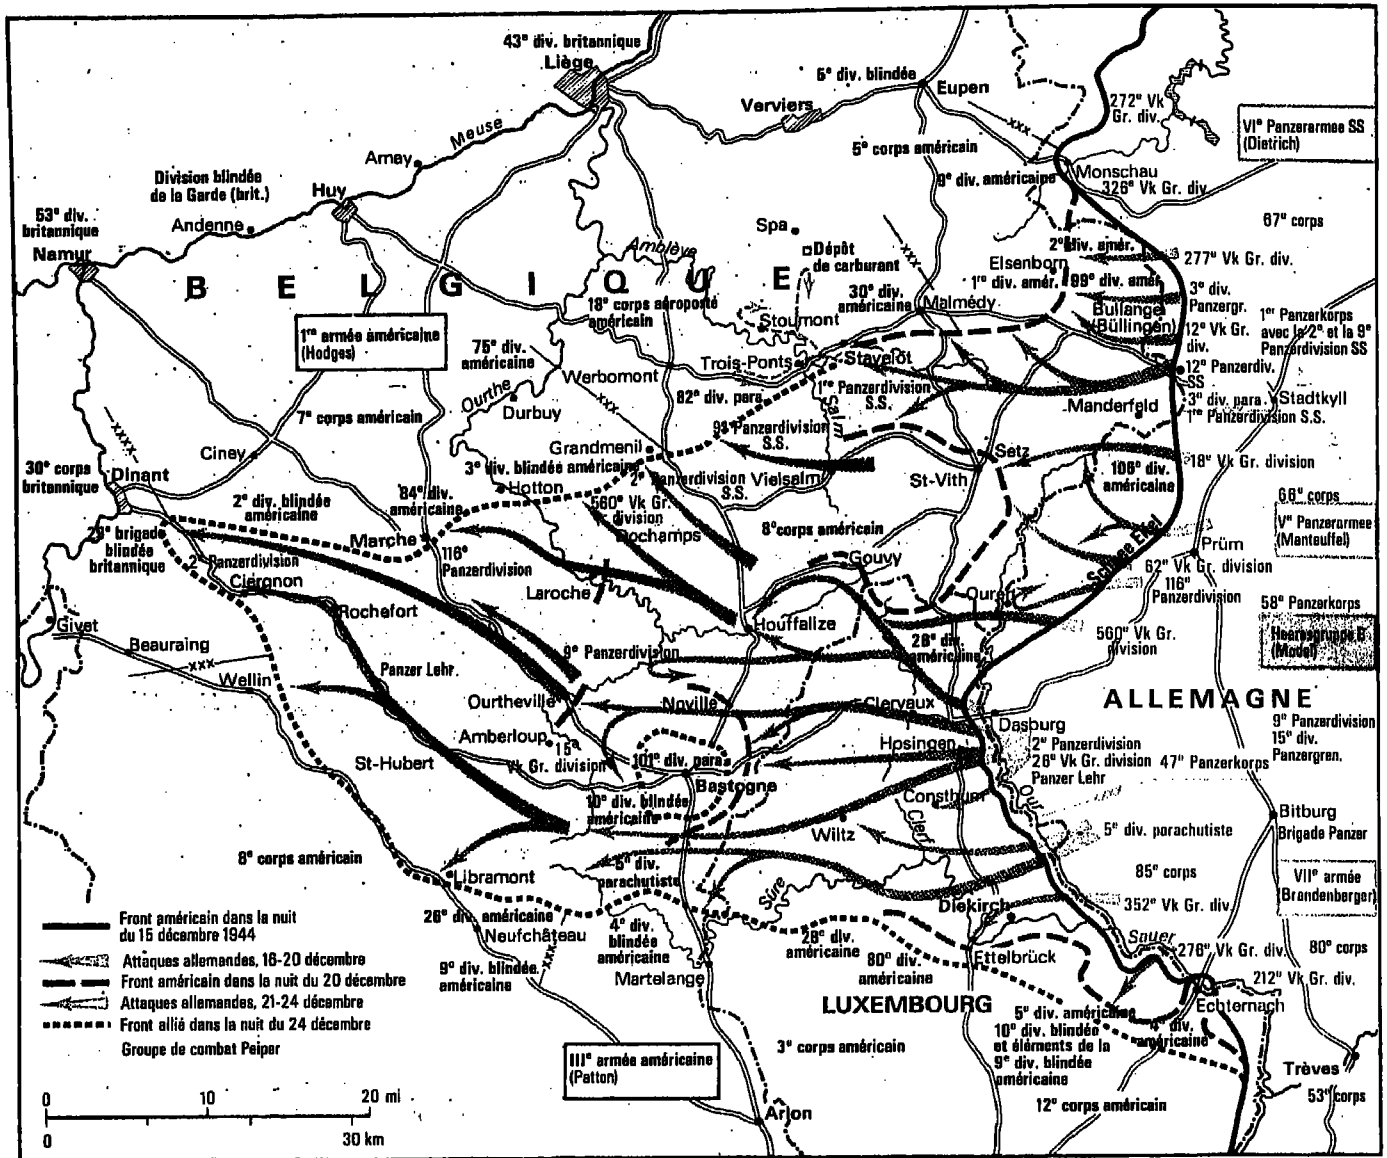 43e div. britannique
Liège
6e div. blindée
Eupen
Verviers
272e Vk
Gr. div.
VIe Panzerarmee SS
(Dietrich)
Meuse
Amay
xxx
5e corps américain
Monschau
9e div. américaine
326e Vk Gr. div.
Division blindée
de la Garde (brit.)
Huy
Andenne
53e div.
britannique
Namur
67e corps
Spa
Dépôt
de carburant
Amblève
xxx
2e div. amér.
Elsenborn
277e Vk Gr. div.
1re div. amér.
99e div. amér.
BELGIQUE
18e corps aéroporté
américain
30e div.
américaine
Malmédy
3e div.
Panzergr.
Bullange
(Büllingen)
1er Panzerkorps
avec la 2e et la 9e
Panzerdivision SS
12e Vk Gr.
div.
Stoumont
1re armée américaine
(Hodges)
75e div.
américaine
Trois-Ponts
Stavelot
12e Panzerdiv.
SS
Werbomont
1re Panzerdivision
S.S.
3e div. para.
1re Panzerdivision S.S.
Stadtkyll
Ourthe
Durbuy
xxx
82e div. para.
Salm
Manderfeld
7e corps américain
9e Panzerdivision
S.S.
xxxx
Ciney
Grandmenil
Setz
30e corps
britannique
Dinant
3e div. blindée américaine
Hotton
2e Panzerdivision
S.S.
Vielsalm
St-Vith
106e div.
américaine
18e Vk Gr. division
2e div. blindée
américaine
84e div.
américaine
560e Vk Gr.
division
Dochamps
8e corps américain
66e corps
Ve Panzerarmee
(Manteuffel)
29e brigade
blindée
britannique
Marche
Schnee Eifel
Prüm
2e Panzerdivision
116e
Panzerdivision
Gouvy
62e Vk Gr. division
Ciergnon
Laroche
Ouren
116e
Panzerdivision
Rochefort
58e Panzerkorps
Givet
Houffalize
Heeresgruppe B
(Model)
Beauraing
xxx
28e div.
américaine
560e Vk Gr.
division
9e Panzerdivision
Wellin
Panzer Lehr
Ourtheville
Noville
Clervaux
ALLEMAGNE
Dasburg
9e Panzerdivision
15e div.
Panzergren.
Amberloup
15e
Vk Gr. division
Hosingen
2e Panzerdivision
26e Vk Gr. division
Panzer Lehr
47e Panzerkorps
St-Hubert
101e div. para.
Bastogne
10e div. blindée
américaine
Consthum
Our
Bitburg
Brigade Panzer
Wiltz
Clerf
5e div. parachutiste
8e corps américain
5e div.
parachutiste
85e corps
VIIe armée
(Brandenberger)
Libramont
Sûre
Diekirch
352e Vk Gr. div.
26e div. américaine
Neufchâteau
4e div.
blindée
américaine
28e div.
américaine
Sauer
276e Vk Gr. div.
80e corps
xxx
9e div. blindée
américaine
Martelange
80e div.
américaine
Ettelbrück
212e Vk Gr. div.
LUXEMBOURG
Echternach
5e div. américaine
10e div. blindée
et éléments de la
9e div. blindée
américaine
4e div.
américaine
3e corps américain
Trèves
53e corps
12e corps américain
IIIe armée américaine
(Patton)
Arlon
Front américain dans la nuit
du 15 décembre 1944
Attaques allemandes, 16-20 décembre
Front américain dans la nuit du 20 décembre
Attaques allemandes, 21-24 décembre
Front allié dans la nuit du 24 décembre
Groupe de combat Peiper
0 10 20 mi
0 30 km